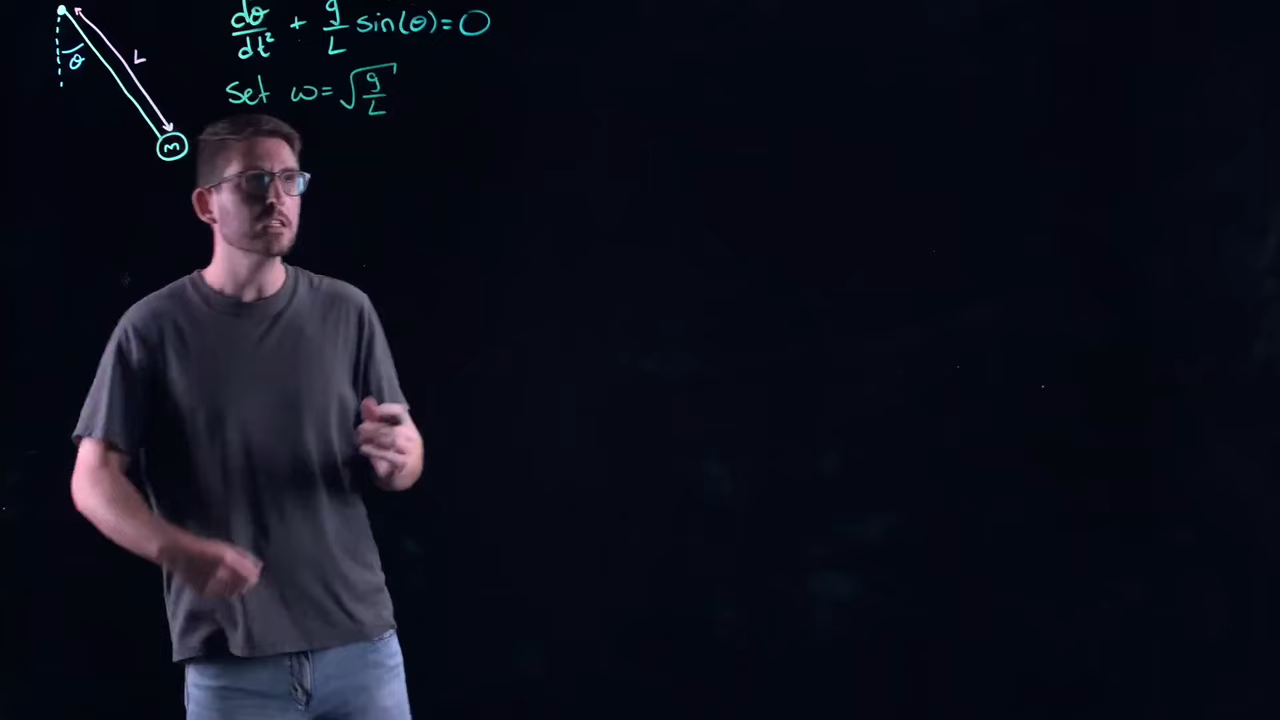 dθ/dt² + g/L sin(θ) = 0
Set ω = √(g/L)
θ
L
m